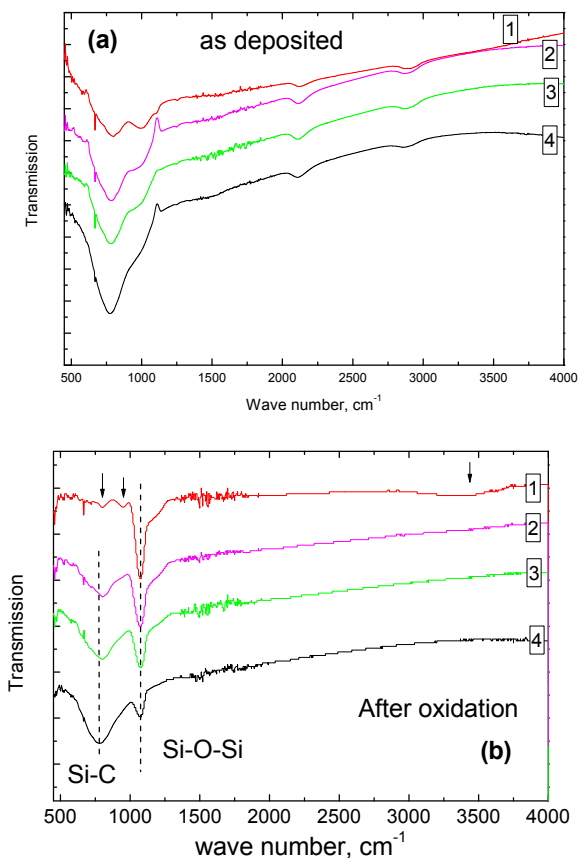 (a)
as deposited
1
2
3
4
Transmission
500 1000 1500 2000 2500 3000 3500 4000
Wave number, cm⁻¹
1
2
3
4
Transmission
After oxidation
Si-O-Si
(b)
Si-C
500 1000 1500 2000 2500 3000 3500 4000
wave number, cm⁻¹